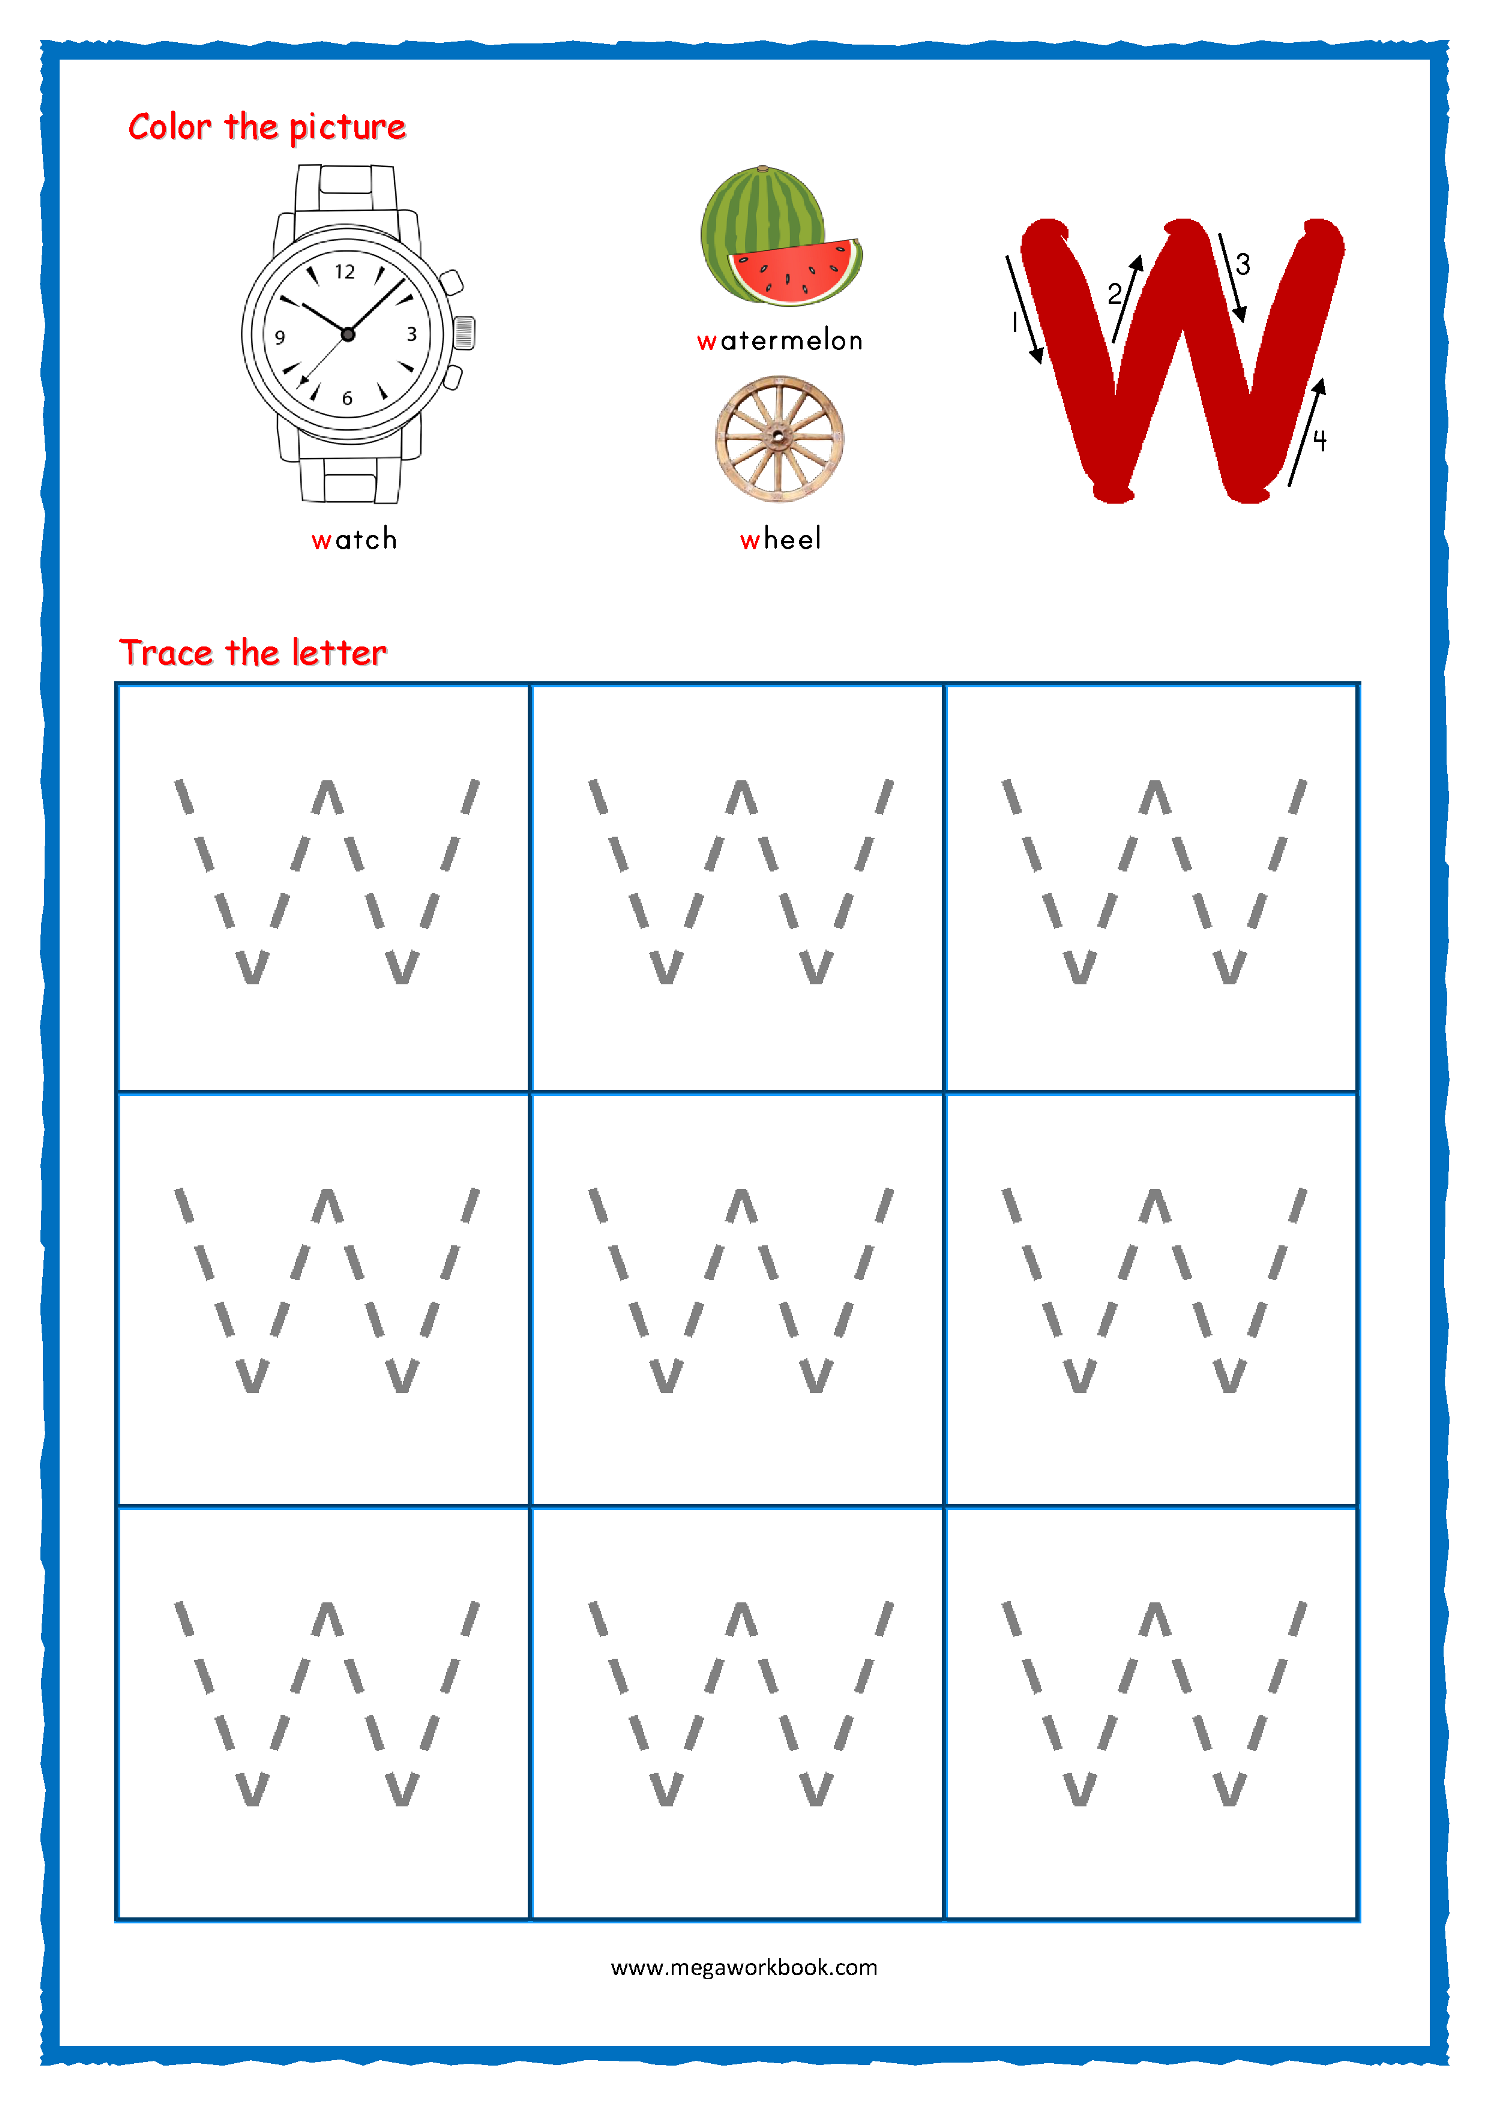 Color the picture
12
9
3
6
watch
watermelon
wheel
W
1
2
3
4
Trace the letter
W W W
W W W
W W W
www.megaworkbook.com